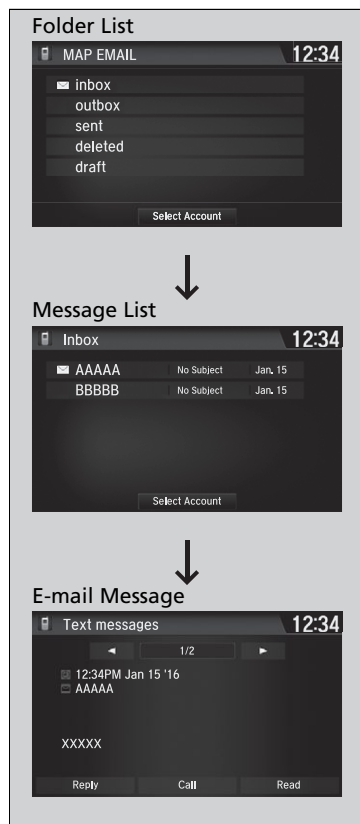 Folder List
MAP EMAIL 12:34
inbox
outbox
sent
deleted
draft
Select Account
Message List
Inbox 12:34
AAAAA No Subject Jan. 15
BBBBB No Subject Jan. 15
Select Account
E-mail Message
Text messages 12:34
1/2
12:34PM Jan 15 '16
AAAAA
XXXXX
Reply Call Read